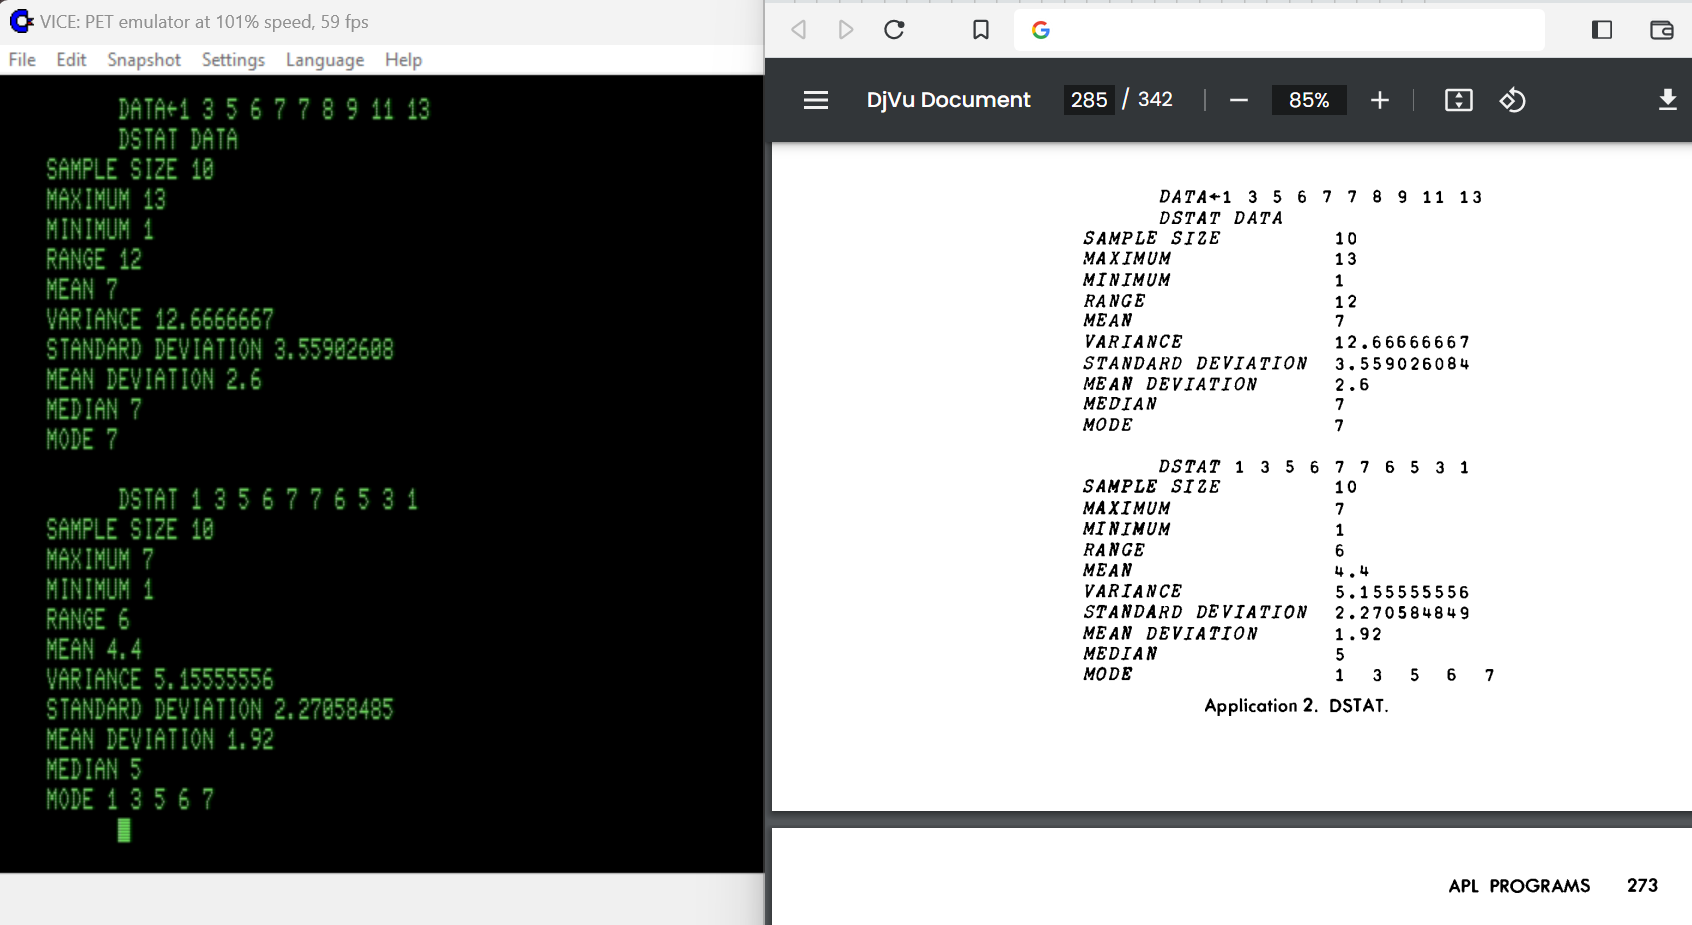 VICE: PET emulator at 101% speed, 59 fps
File Edit Snapshot Settings Language Help
DATA←1 3 5 6 7 7 8 9 11 13
DSTAT DATA
SAMPLE SIZE 10
MAXIMUM 13
MINIMUM 1
RANGE 12
MEAN 7
VARIANCE 12.6666667
STANDARD DEVIATION 3.55902608
MEAN DEVIATION 2.6
MEDIAN 7
MODE 7
DSTAT 1 3 5 6 7 7 6 5 3 1
SAMPLE SIZE 10
MAXIMUM 7
MINIMUM 1
RANGE 6
MEAN 4.4
VARIANCE 5.15555556
STANDARD DEVIATION 2.27058485
MEAN DEVIATION 1.92
MEDIAN 5
MODE 1 3 5 6 7
DjVu Document 285 / 342 85%
DATA←1 3 5 6 7 7 8 9 11 13
DSTAT DATA
SAMPLE SIZE 10
MAXIMUM 13
MINIMUM 1
RANGE 12
MEAN 7
VARIANCE 12.66666667
STANDARD DEVIATION 3.559026084
MEAN DEVIATION 2.6
MEDIAN 7
MODE 7
DSTAT 1 3 5 6 7 7 6 5 3 1
SAMPLE SIZE 10
MAXIMUM 7
MINIMUM 1
RANGE 6
MEAN 4.4
VARIANCE 5.155555556
STANDARD DEVIATION 2.270584849
MEAN DEVIATION 1.92
MEDIAN 5
MODE 1 3 5 6 7
Application 2. DSTAT.
APL PROGRAMS 273